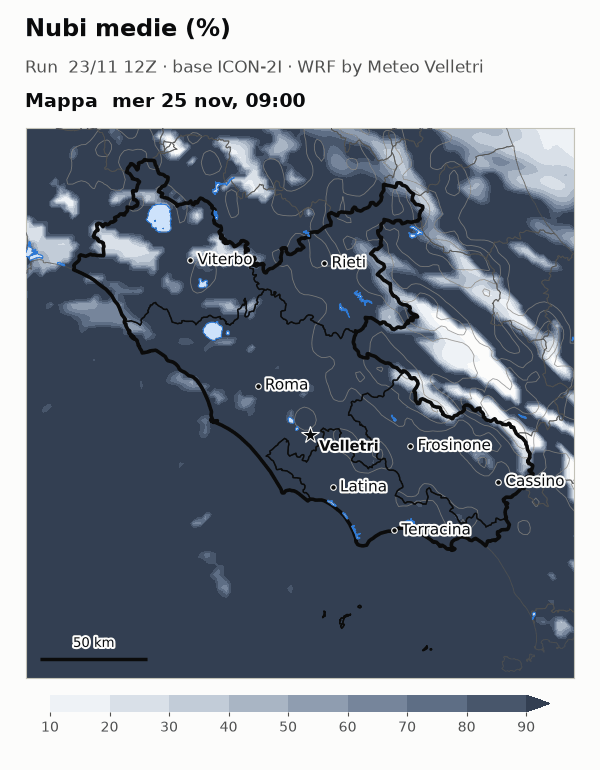 Nubi medie (%)
Run  23/11 12Z · base ICON-2I · WRF by Meteo Velletri
Mappa  mer 25 nov, 09:00
Viterbo
Rieti
Roma
Velletri
Frosinone
Cassino
Latina
Terracina
50 km
10 20 30 40 50 60 70 80 90